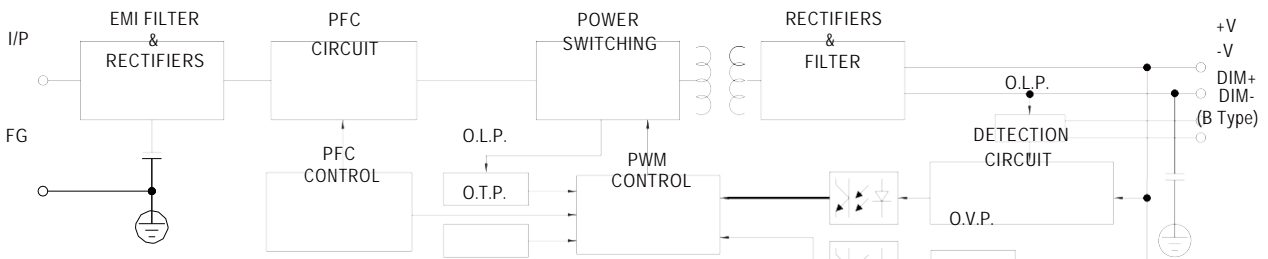 I/P
EMI FILTER
&
RECTIFIERS
PFC
CIRCUIT
POWER
SWITCHING
RECTIFIERS
&
FILTER
+V
-V
DIM+
DIM-
(B Type)
O.L.P.
FG
O.L.P.
O.T.P.
PFC
CONTROL
PWM
CONTROL
DETECTION
CIRCUIT
O.V.P.